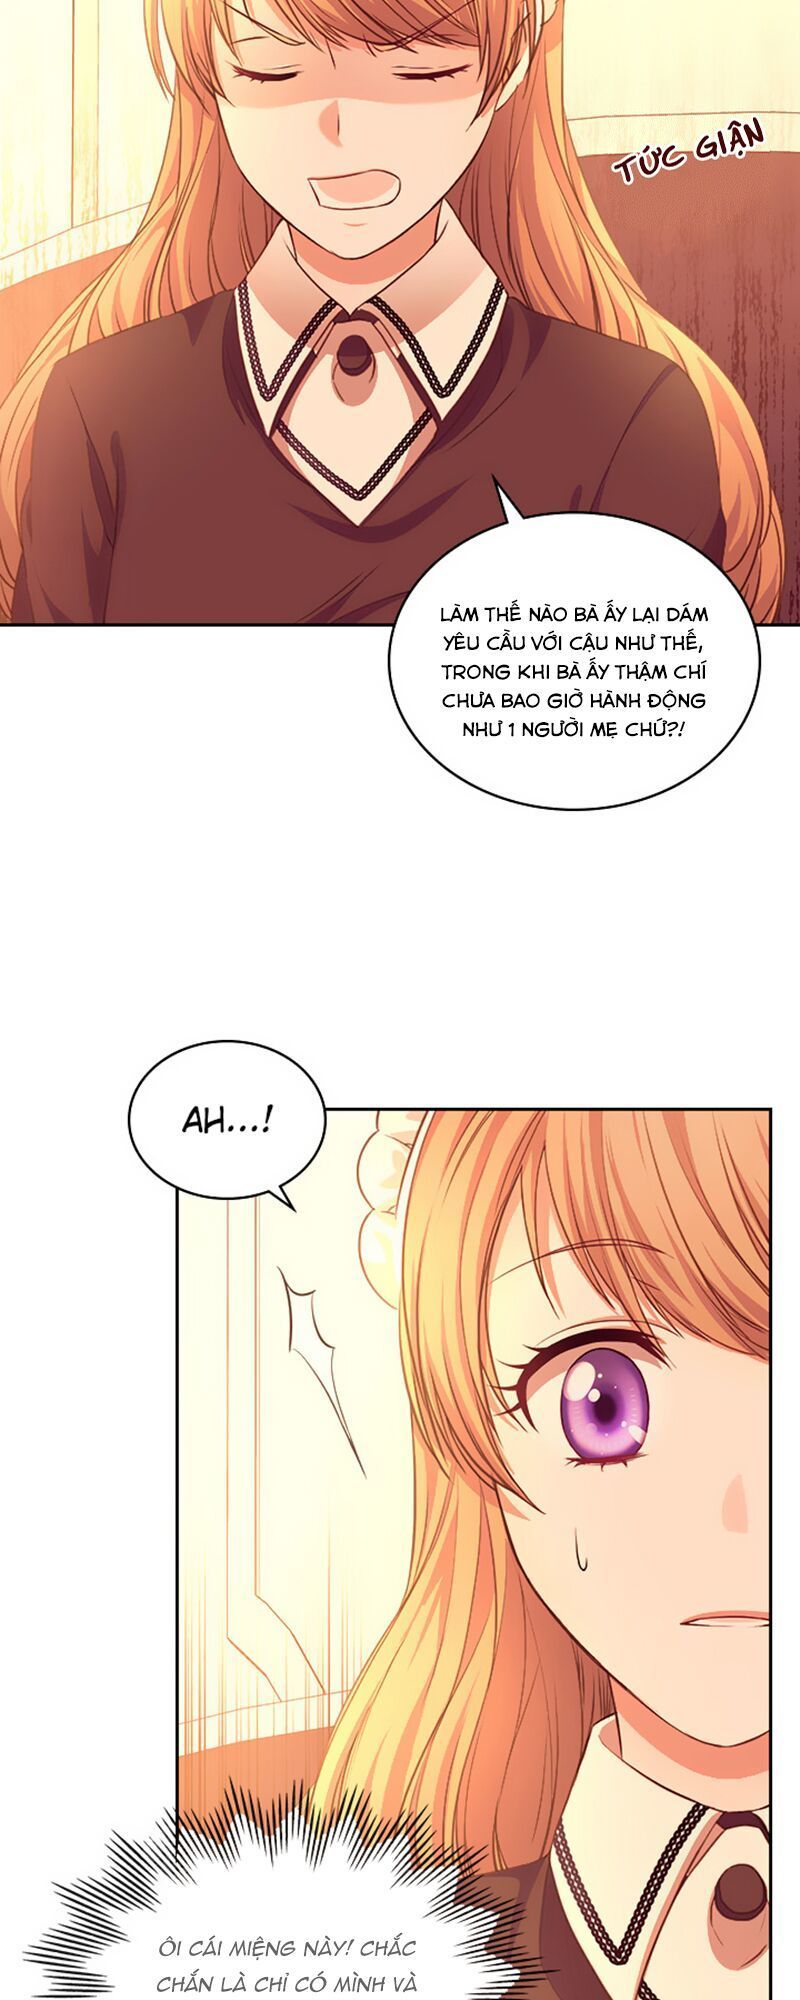 TỨC GIẬN
LÀM THẾ NÀO BÀ ẤY LẠI DÁM
YÊU CẦU VỚI CẬU NHƯ THẾ,
TRONG KHI BÀ ẤY THẬM CHÍ
CHƯA BAO GIỜ HÀNH ĐỘNG
NHƯ 1 NGƯỜI MẸ CHỨ?!
AH...!
ÔI CÁI MIỆNG NÀY! CHẮC
CHẮN LÀ CHỈ CÓ MÌNH VÀ